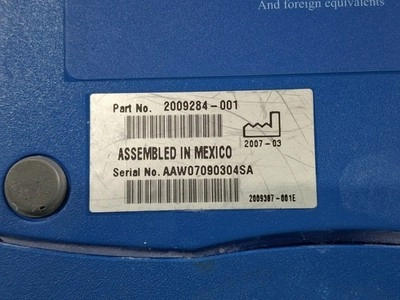 And foreign equivalents
Part No. 2009284-001
2007-03
ASSEMBLED IN MEXICO
Serial No. AAW07090304SA
2009387-001E